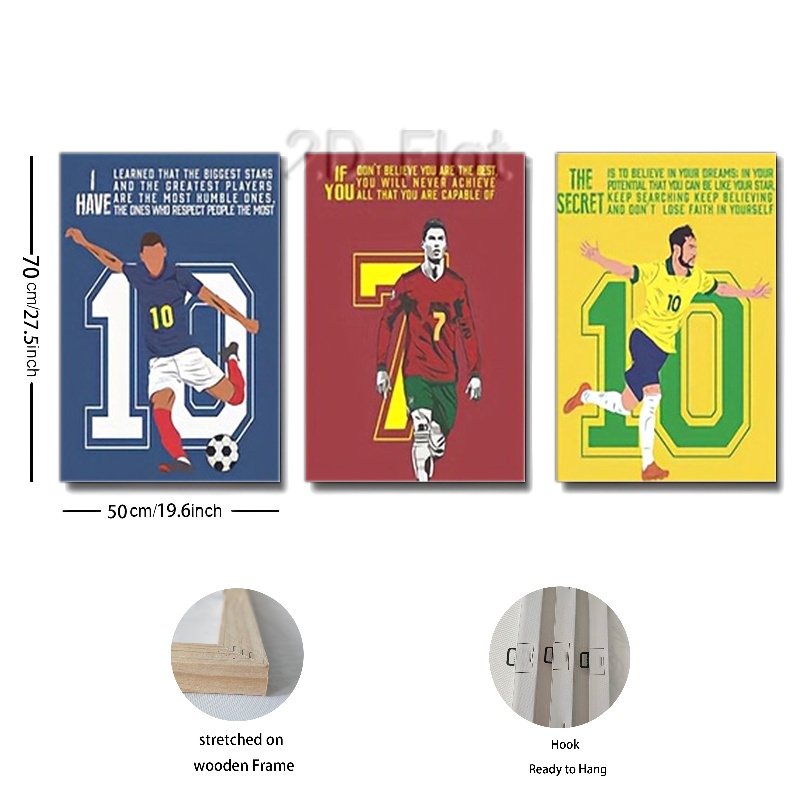 2D Flat
I HAVE
LEARNED THAT THE BIGGEST STARS
AND THE GREATEST PLAYERS
ARE THE MOST HUMBLE ONES,
THE ONES WHO RESPECT PEOPLE THE MOST
10
10
IF YOU
DON'T BELIEVE YOU ARE THE BEST,
YOU WILL NEVER ACHIEVE
ALL THAT YOU ARE CAPABLE OF
7
7
THE SECRET
IS TO BELIEVE IN YOUR DREAMS; IN YOUR
POTENTIAL THAT YOU CAN BE LIKE YOUR STAR,
KEEP SEARCHING KEEP BELIEVING
AND DON'T LOSE FAITH IN YOURSELF
10
10
70cm/27.5inch
50cm/19.6inch
stretched on
wooden Frame
Hook
Ready to Hang